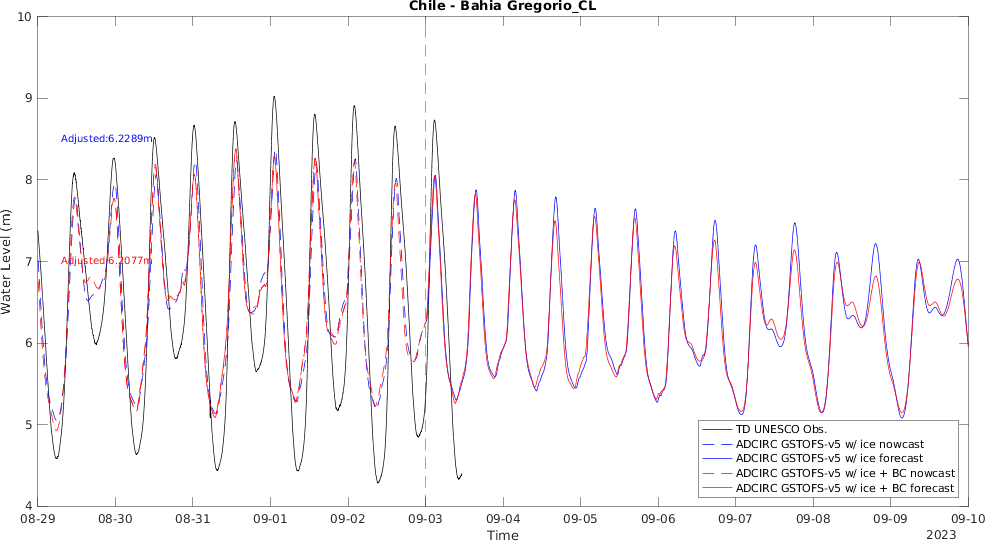 Chile - Bahia Gregorio_CL
10
9
8
7
6
5
4
Water Level (m)
Adjusted:6.2289m
Adjusted:6.2077m
TD UNESCO Obs.
ADCIRC GSTOFS-v5 w/ ice nowcast
ADCIRC GSTOFS-v5 w/ ice forecast
ADCIRC GSTOFS-v5 w/ ice + BC nowcast
ADCIRC GSTOFS-v5 w/ ice + BC forecast
08-29 08-30 08-31 09-01 09-02 09-03 09-04 09-05 09-06 09-07 09-08 09-09 09-10
Time
2023